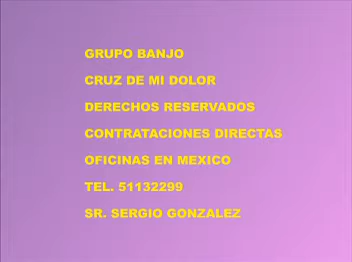 GRUPO BANJO
CRUZ DE MI DOLOR
DERECHOS RESERVADOS
CONTRATACIONES DIRECTAS
OFICINAS EN MEXICO
TEL. 51132299
SR. SERGIO GONZALEZ